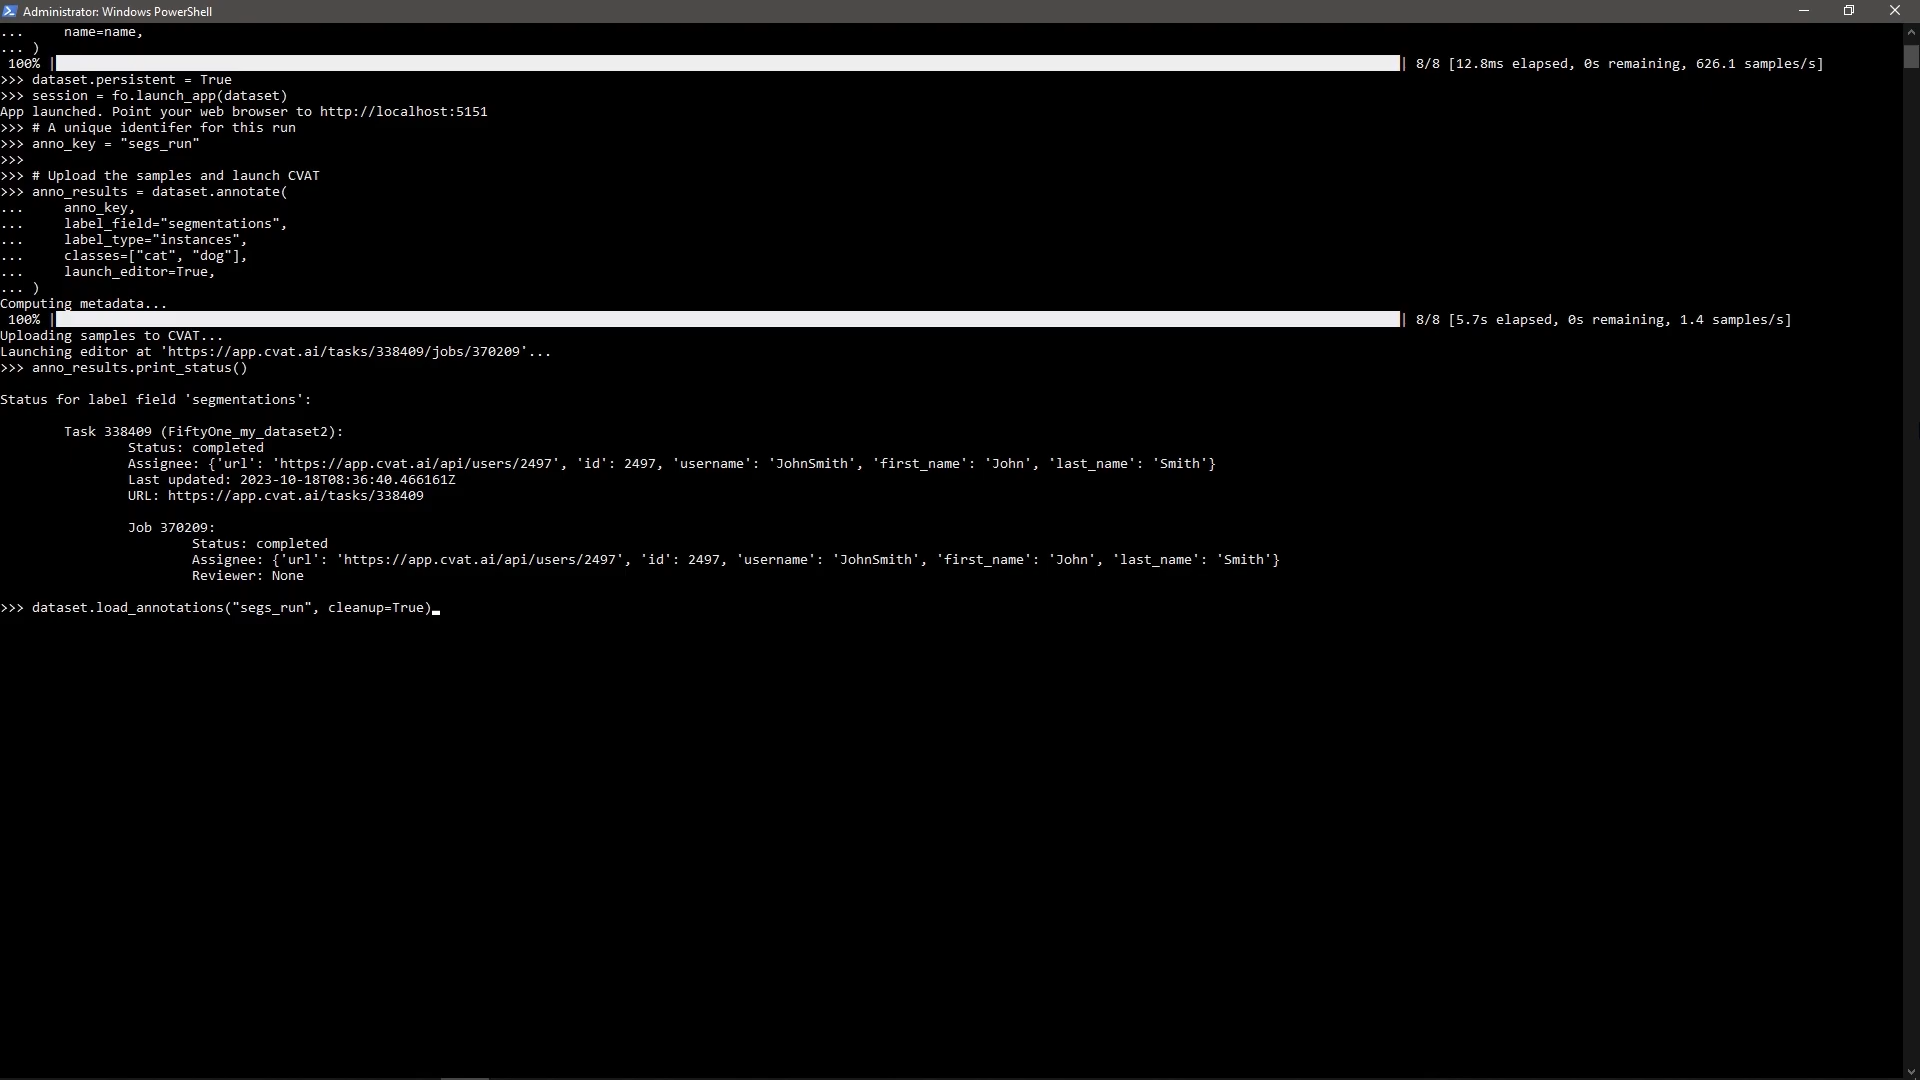 Administrator: Windows PowerShell
...     name=name,
... )
 100% || 8/8 [12.8ms elapsed, 0s remaining, 626.1 samples/s]
>>> dataset.persistent = True
>>> session = fo.launch_app(dataset)
App launched. Point your web browser to http://localhost:5151
>>> # A unique identifer for this run
>>> anno_key = "segs_run"
>>>
>>> # Upload the samples and launch CVAT
>>> anno_results = dataset.annotate(
...     anno_key,
...     label_field="segmentations",
...     label_type="instances",
...     classes=["cat", "dog"],
...     launch_editor=True,
... )
Computing metadata...
 100% || 8/8 [5.7s elapsed, 0s remaining, 1.4 samples/s]
Uploading samples to CVAT...
Launching editor at 'https://app.cvat.ai/tasks/338409/jobs/370209'...
>>> anno_results.print_status()
Status for label field 'segmentations':
Task 338409 (FiftyOne_my_dataset2):
Status: completed
Assignee: {'url': 'https://app.cvat.ai/api/users/2497', 'id': 2497, 'username': 'JohnSmith', 'first_name': 'John', 'last_name': 'Smith'}
Last updated: 2023-10-18T08:36:40.466161Z
URL: https://app.cvat.ai/tasks/338409
Job 370209:
Status: completed
Assignee: {'url': 'https://app.cvat.ai/api/users/2497', 'id': 2497, 'username': 'JohnSmith', 'first_name': 'John', 'last_name': 'Smith'}
Reviewer: None
>>> dataset.load_annotations("segs_run", cleanup=True)